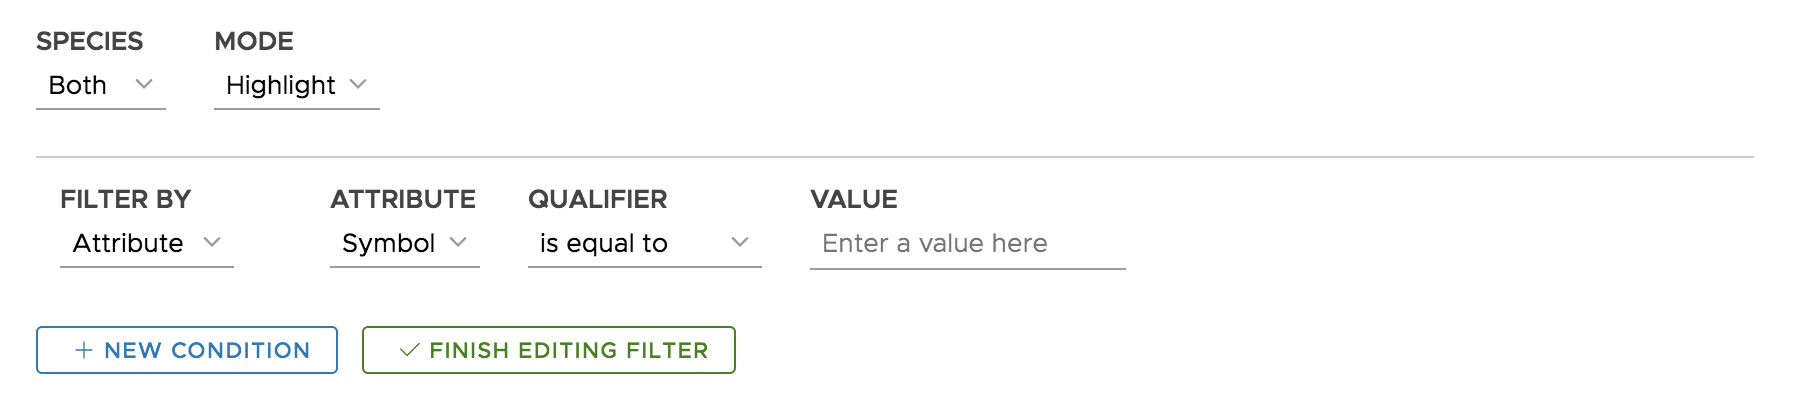 SPECIES MODE
Both Highlight
FILTER BY ATTRIBUTE QUALIFIER VALUE
Attribute Symbol is equal to Enter a value here
NEW CONDITION FINISH EDITING FILTER